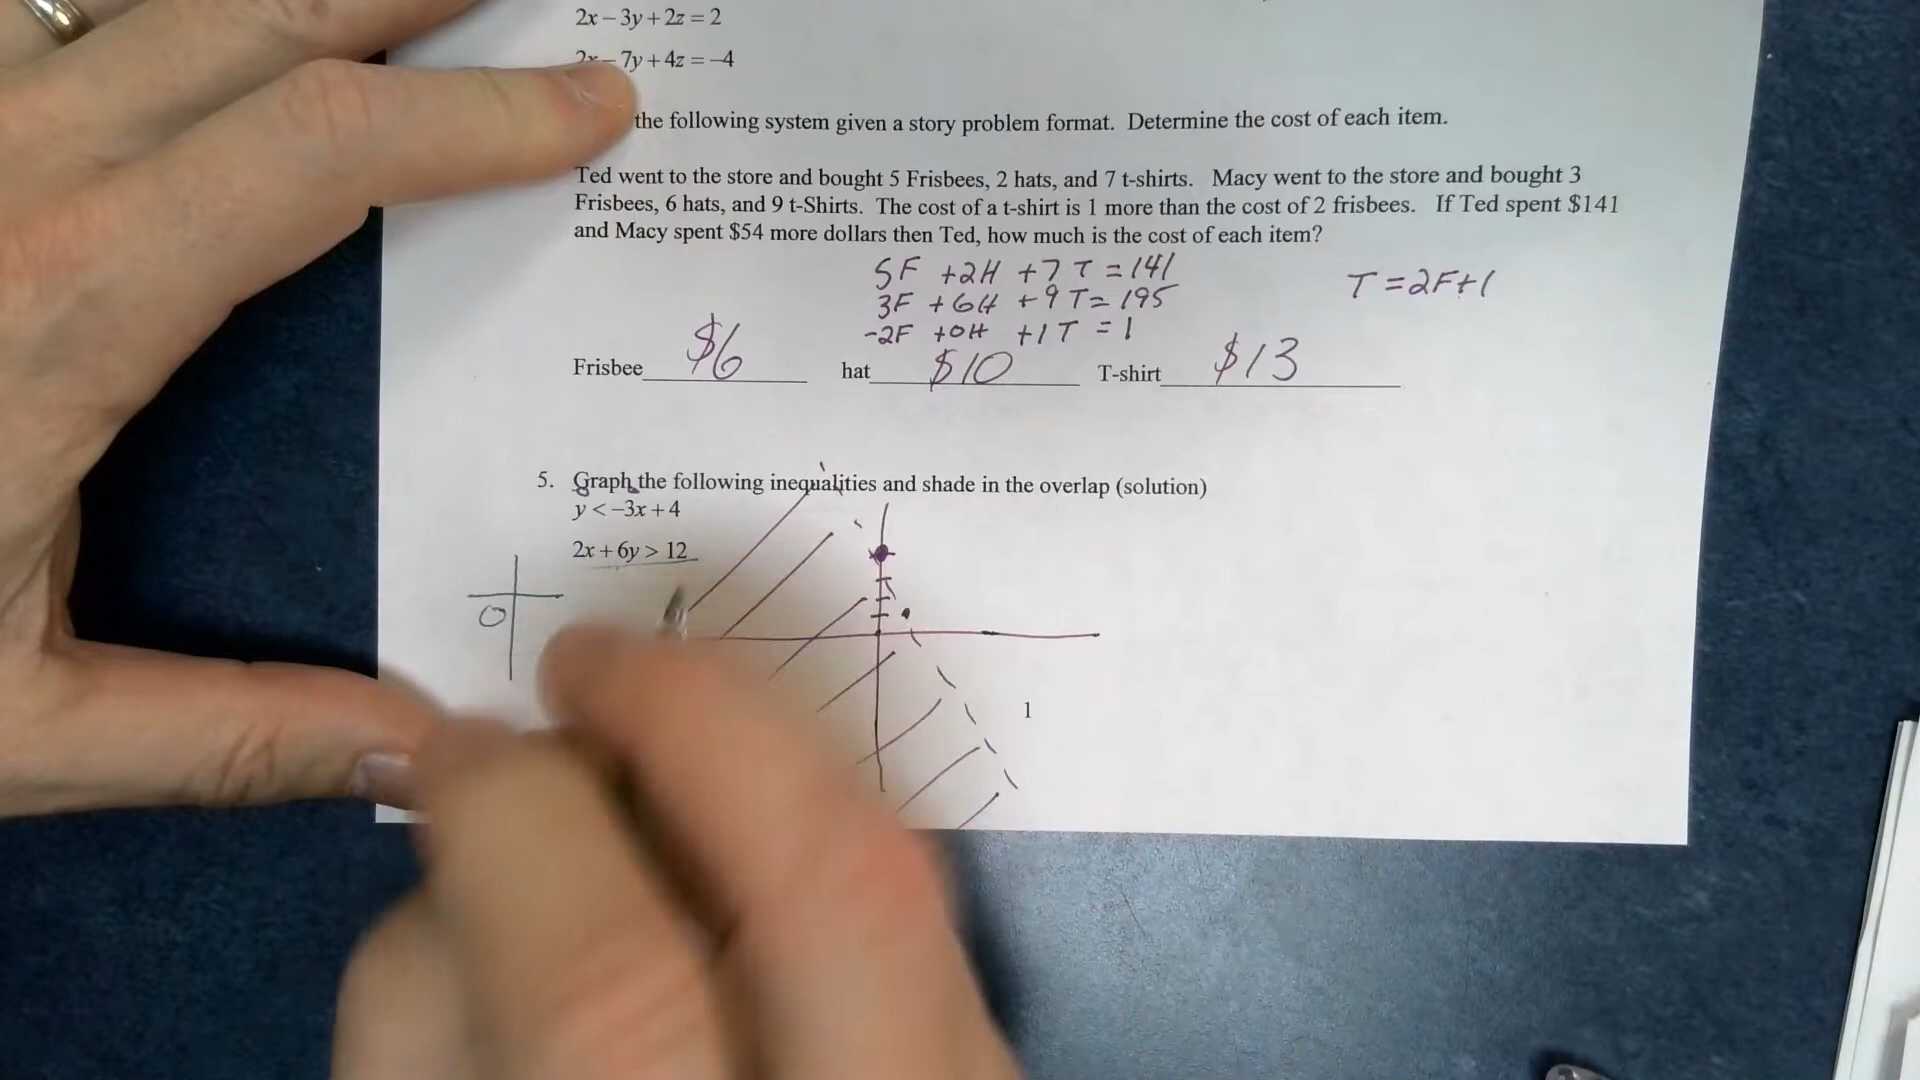 2x – 3y + 2z = 2
2x – 7y + 4z = –4
the following system given a story problem format. Determine the cost of each item.
Ted went to the store and bought 5 Frisbees, 2 hats, and 7 t-shirts. Macy went to the store and bought 3
Frisbees, 6 hats, and 9 t-Shirts. The cost of a t-shirt is 1 more than the cost of 2 frisbees. If Ted spent $141
and Macy spent $54 more dollars then Ted, how much is the cost of each item?
5F +2H +7T = 141
T = 2F+1
3F +6H +9T = 195
-2F +0H +1T = 1
Frisbee $6 hat $10 T-shirt $13
5. Graph the following inequalities and shade in the overlap (solution)
y < –3x + 4
2x + 6y > 12
0
1